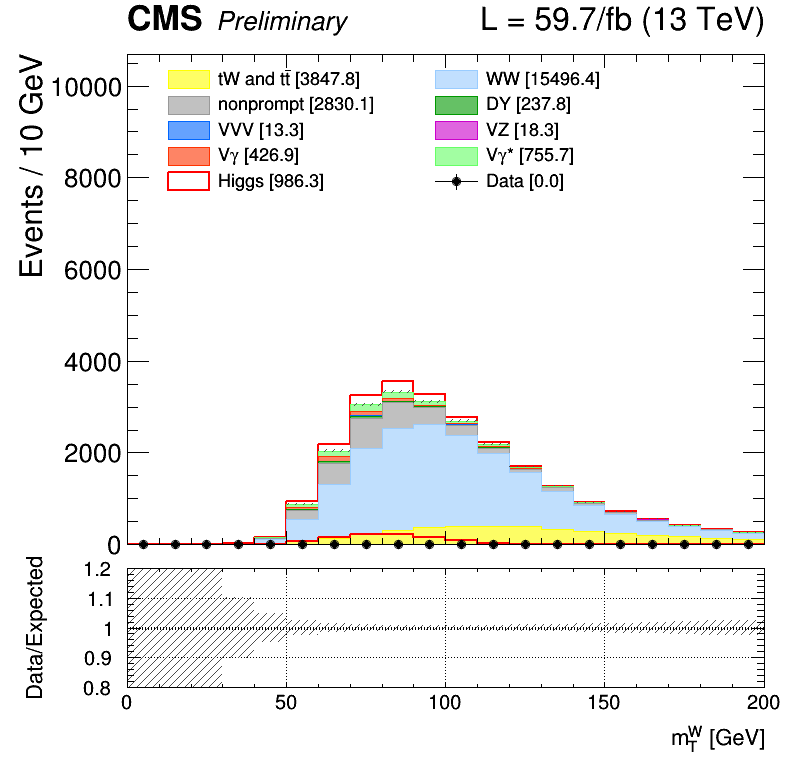 CMS Preliminary L = 59.7/fb (13 TeV)
Events / 10 GeV
10000
8000
6000
4000
2000
0
tW and tt̄ [3847.8] WW [15496.4]
nonprompt [2830.1] DY [237.8]
VVV [13.3] VZ [18.3]
Vγ [426.9] Vγ* [755.7]
Higgs [986.3] Data [0.0]
Data/Expected
1.2
1.1
1
0.9
0.8
0 50 100 150 200
m_T^W [GeV]